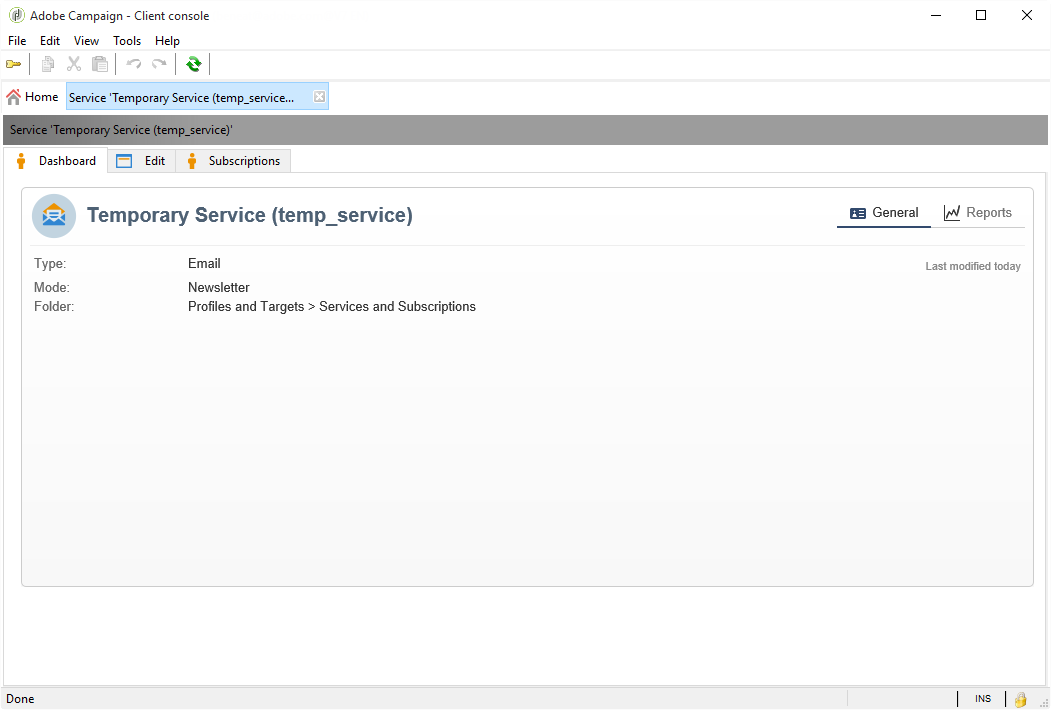 Adobe Campaign - Client console
File Edit View Tools Help
Home Service 'Temporary Service (temp_service...
Service 'Temporary Service (temp_service)'
Dashboard Edit Subscriptions
Temporary Service (temp_service) General Reports
Type: Email Last modified today
Mode: Newsletter
Folder: Profiles and Targets > Services and Subscriptions
Done INS